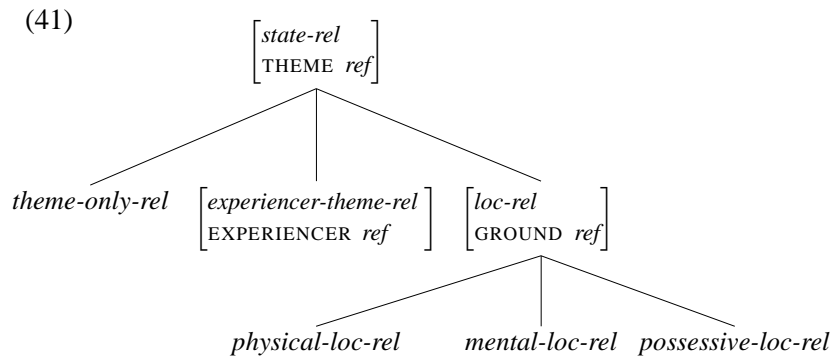 (41)
state-rel
THEME ref
theme-only-rel
experiencer-theme-rel
EXPERIENCER ref
loc-rel
GROUND ref
physical-loc-rel mental-loc-rel possessive-loc-rel